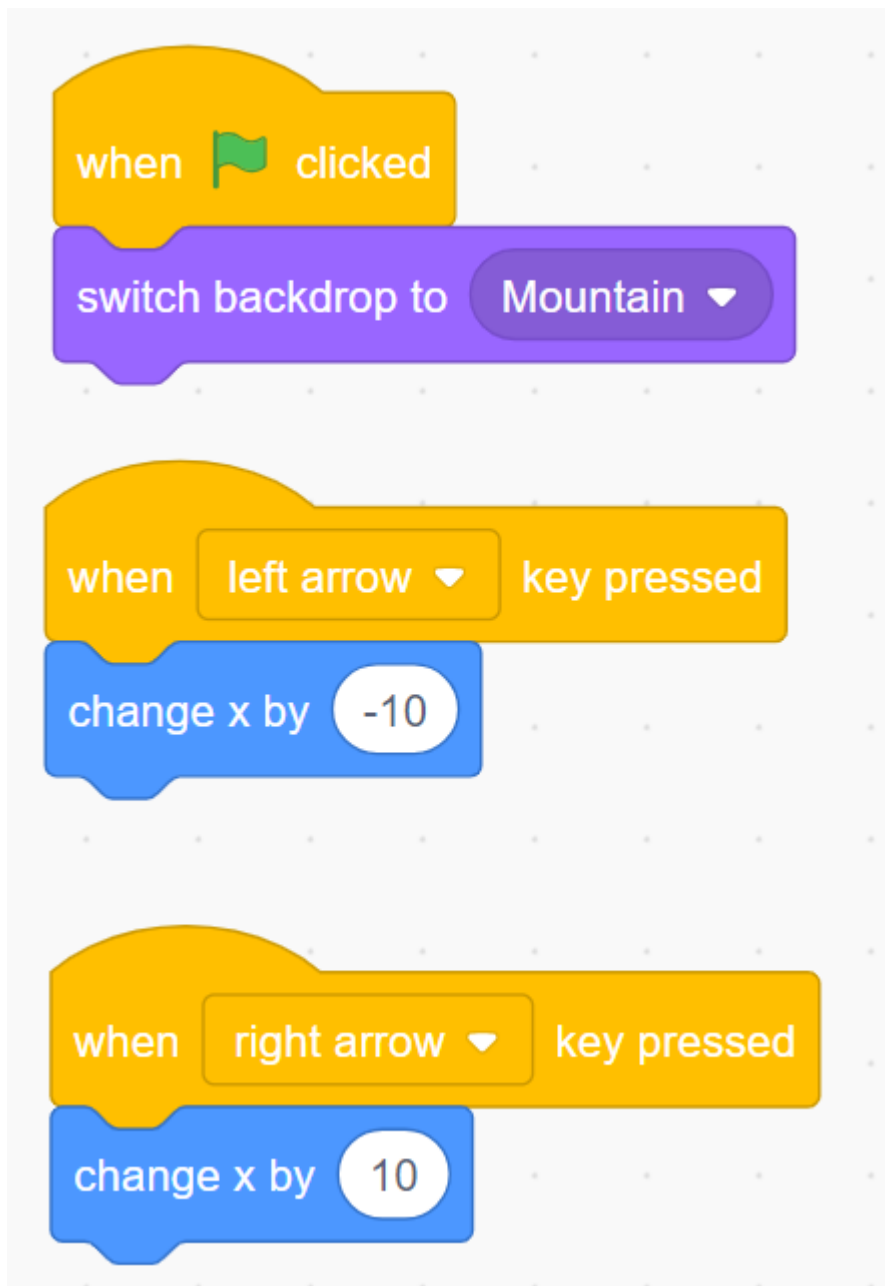 when clicked
switch backdrop to Mountain
when left arrow key pressed
change x by -10
when right arrow key pressed
change x by 10